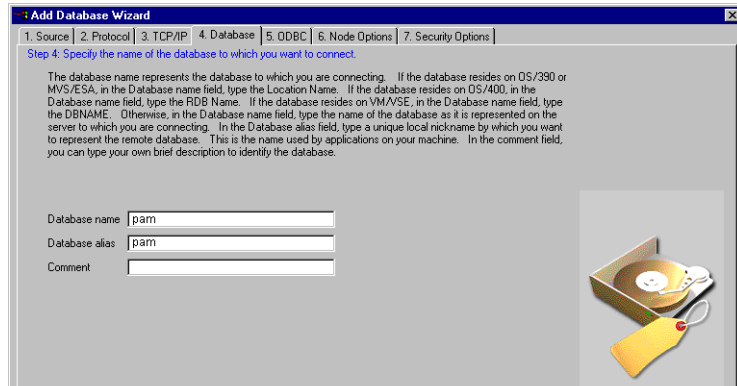 Add Database Wizard
1. Source 2. Protocol 3. TCP/IP 4. Database 5. ODBC 6. Node Options 7. Security Options
Step 4: Specify the name of the database to which you want to connect.
The database name represents the database to which you are connecting. If the database resides on OS/390 or
MVS/ESA, in the Database name field, type the Location Name. If the database resides on OS/400, in the
Database name field, type the RDB Name. If the database resides on VM/VSE, in the Database name field, type
the DBNAME. Otherwise, in the Database name field, type the name of the database as it is represented on the
server to which you are connecting. In the Database alias field, type a unique local nickname by which you want
to represent the remote database. This is the name used by applications on your machine. In the comment field,
you can type your own brief description to identify the database.
Database name pam
Database alias pam
Comment